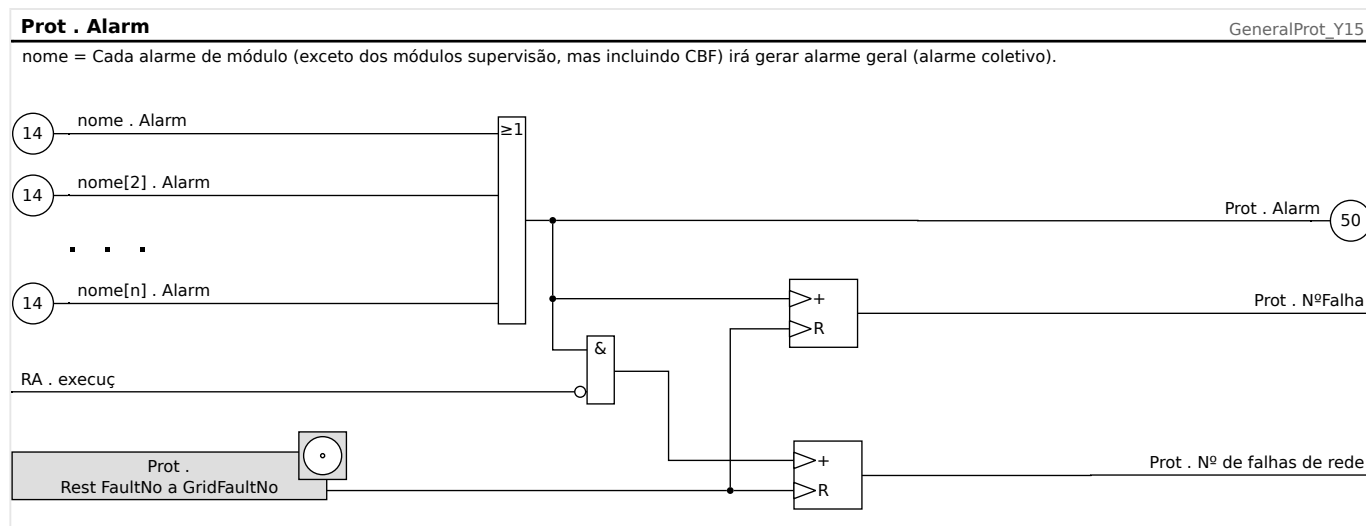 Prot . Alarm
GeneralProt_Y15
nome = Cada alarme de módulo (exceto dos módulos supervisão, mas incluindo CBF) irá gerar alarme geral (alarme coletivo).
14
nome . Alarm
≥1
14
nome[2] . Alarm
Prot . Alarm
50
. . .
14
nome[n] . Alarm
+
R
Prot . NºFalha
&
RA . execuç
Prot .
Rest FaultNo a GridFaultNo
+
R
Prot . Nº de falhas de rede